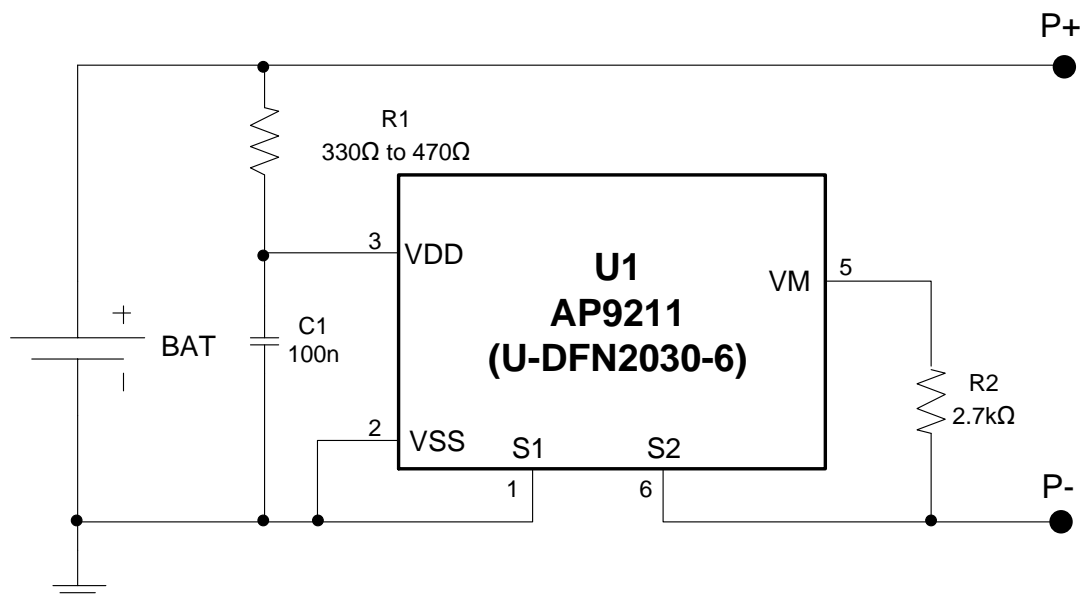 P+
R1
330Ω to 470Ω
3
VDD
U1
AP9211
(U-DFN2030-6)
VM
5
+
BAT
C1
100n
R2
2.7kΩ
2
VSS
S1
S2
1
6
P-